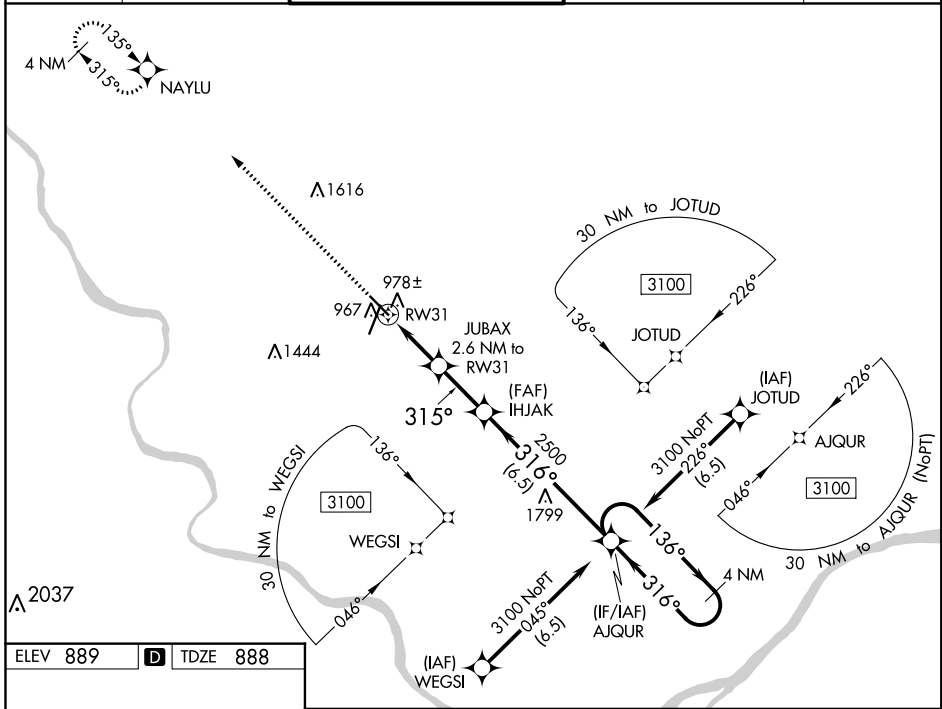 135°
4 NM
315°
NAYLU
1616
30 NM to JOTUD
3100
136°
226°
JOTUD
978±
967
RW31
JUBAX
2.6 NM to
RW31
1444
(FAF)
IHJAK
315°
(IAF)
JOTUD
3100 NoPT
226°
(6.5)
226°
AJQUR
046°
3100
30 NM to AJQUR (NoPT)
2500
316°
(6.5)
1799
30 NM to WEGSI
136°
3100
WEGSI
046°
2037
136°
316°
4 NM
(IF/IAF)
AJQUR
3100 NoPT
045°
(6.5)
(IAF)
WEGSI
ELEV 889 D TDZE 888